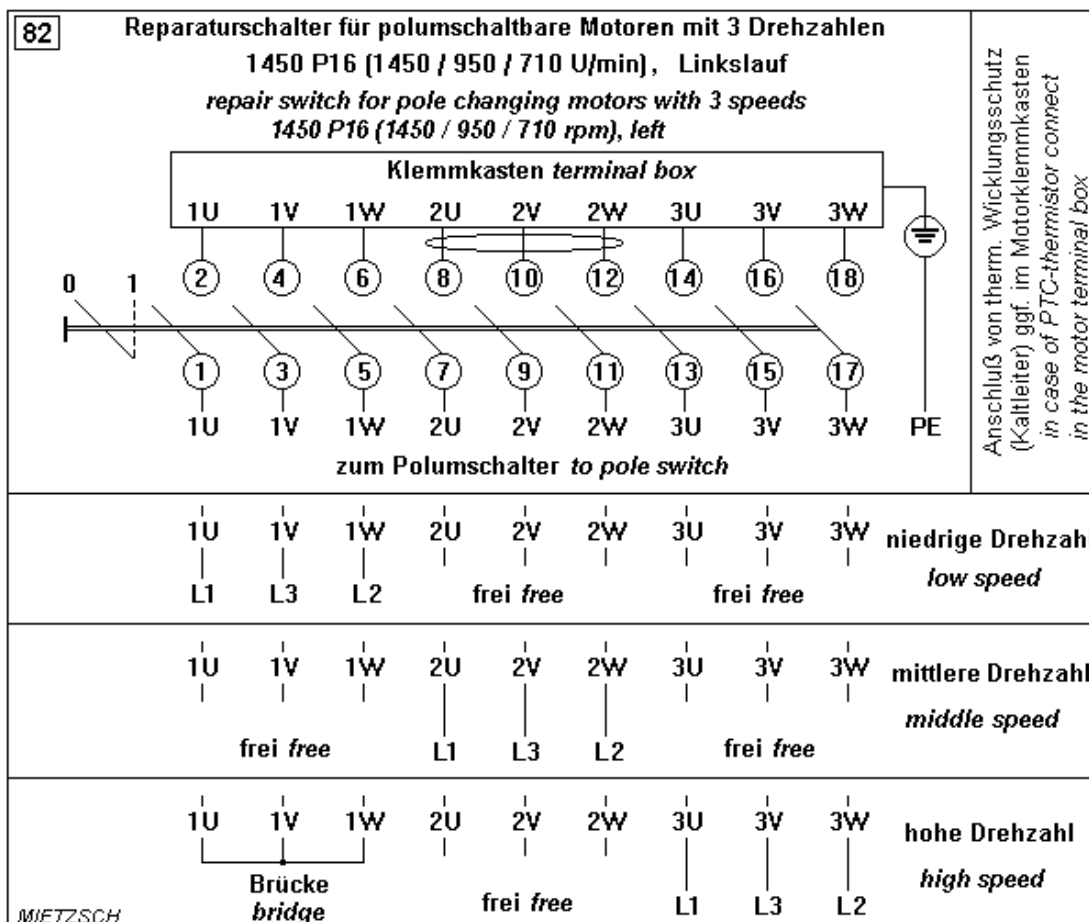 82
Reparaturschalter für polumschaltbare Motoren mit 3 Drehzahlen
1450 P16 (1450 / 950 / 710 U/min), Linkslauf
repair switch for pole changing motors with 3 speeds
1450 P16 (1450 / 950 / 710 rpm), left
Klemmkasten terminal box
1U 1V 1W 2U 2V 2W 3U 3V 3W
2 4 6 8 10 12 14 16 18
0 1
1 3 5 7 9 11 13 15 17
1U 1V 1W 2U 2V 2W 3U 3V 3W PE
zum Polumschalter to pole switch
Anschluß von therm. Wicklungsschutz
(Kaltleiter) ggf. im Motorklemmkasten
in case of PTC-thermistor connect
in the motor terminal box
1U 1V 1W 2U 2V 2W 3U 3V 3W
niedrige Drehzahl
low speed
L1 L3 L2 frei free frei free
1U 1V 1W 2U 2V 2W 3U 3V 3W
mittlere Drehzahl
middle speed
frei free L1 L3 L2 frei free
1U 1V 1W 2U 2V 2W 3U 3V 3W
hohe Drehzahl
high speed
Brücke
bridge
frei free L1 L3 L2
MIETZSCH